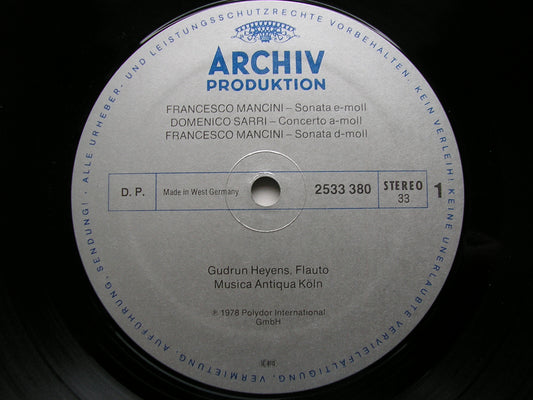 ALLE URHEBER- UND LEISTUNGSSCHUTZRECHTE VORBEHALTEN· KEIN VERLEIH! KEINE UNERLAUBTE VERVIELFÄLTIGUNG, VERMIETUNG, AUFFÜHRUNG, SENDUNG! ·
ARCHIV
PRODUKTION
FRANCESCO MANCINI – Sonata e-moll
DOMENICO SARRI – Concerto a-moll
FRANCESCO MANCINI – Sonata d-moll
D. P. Made in West Germany 2533 380 STEREO 33 1
Gudrun Heyens, Flauto
Musica Antiqua Köln
℗ 1978 Polydor International
GmbH